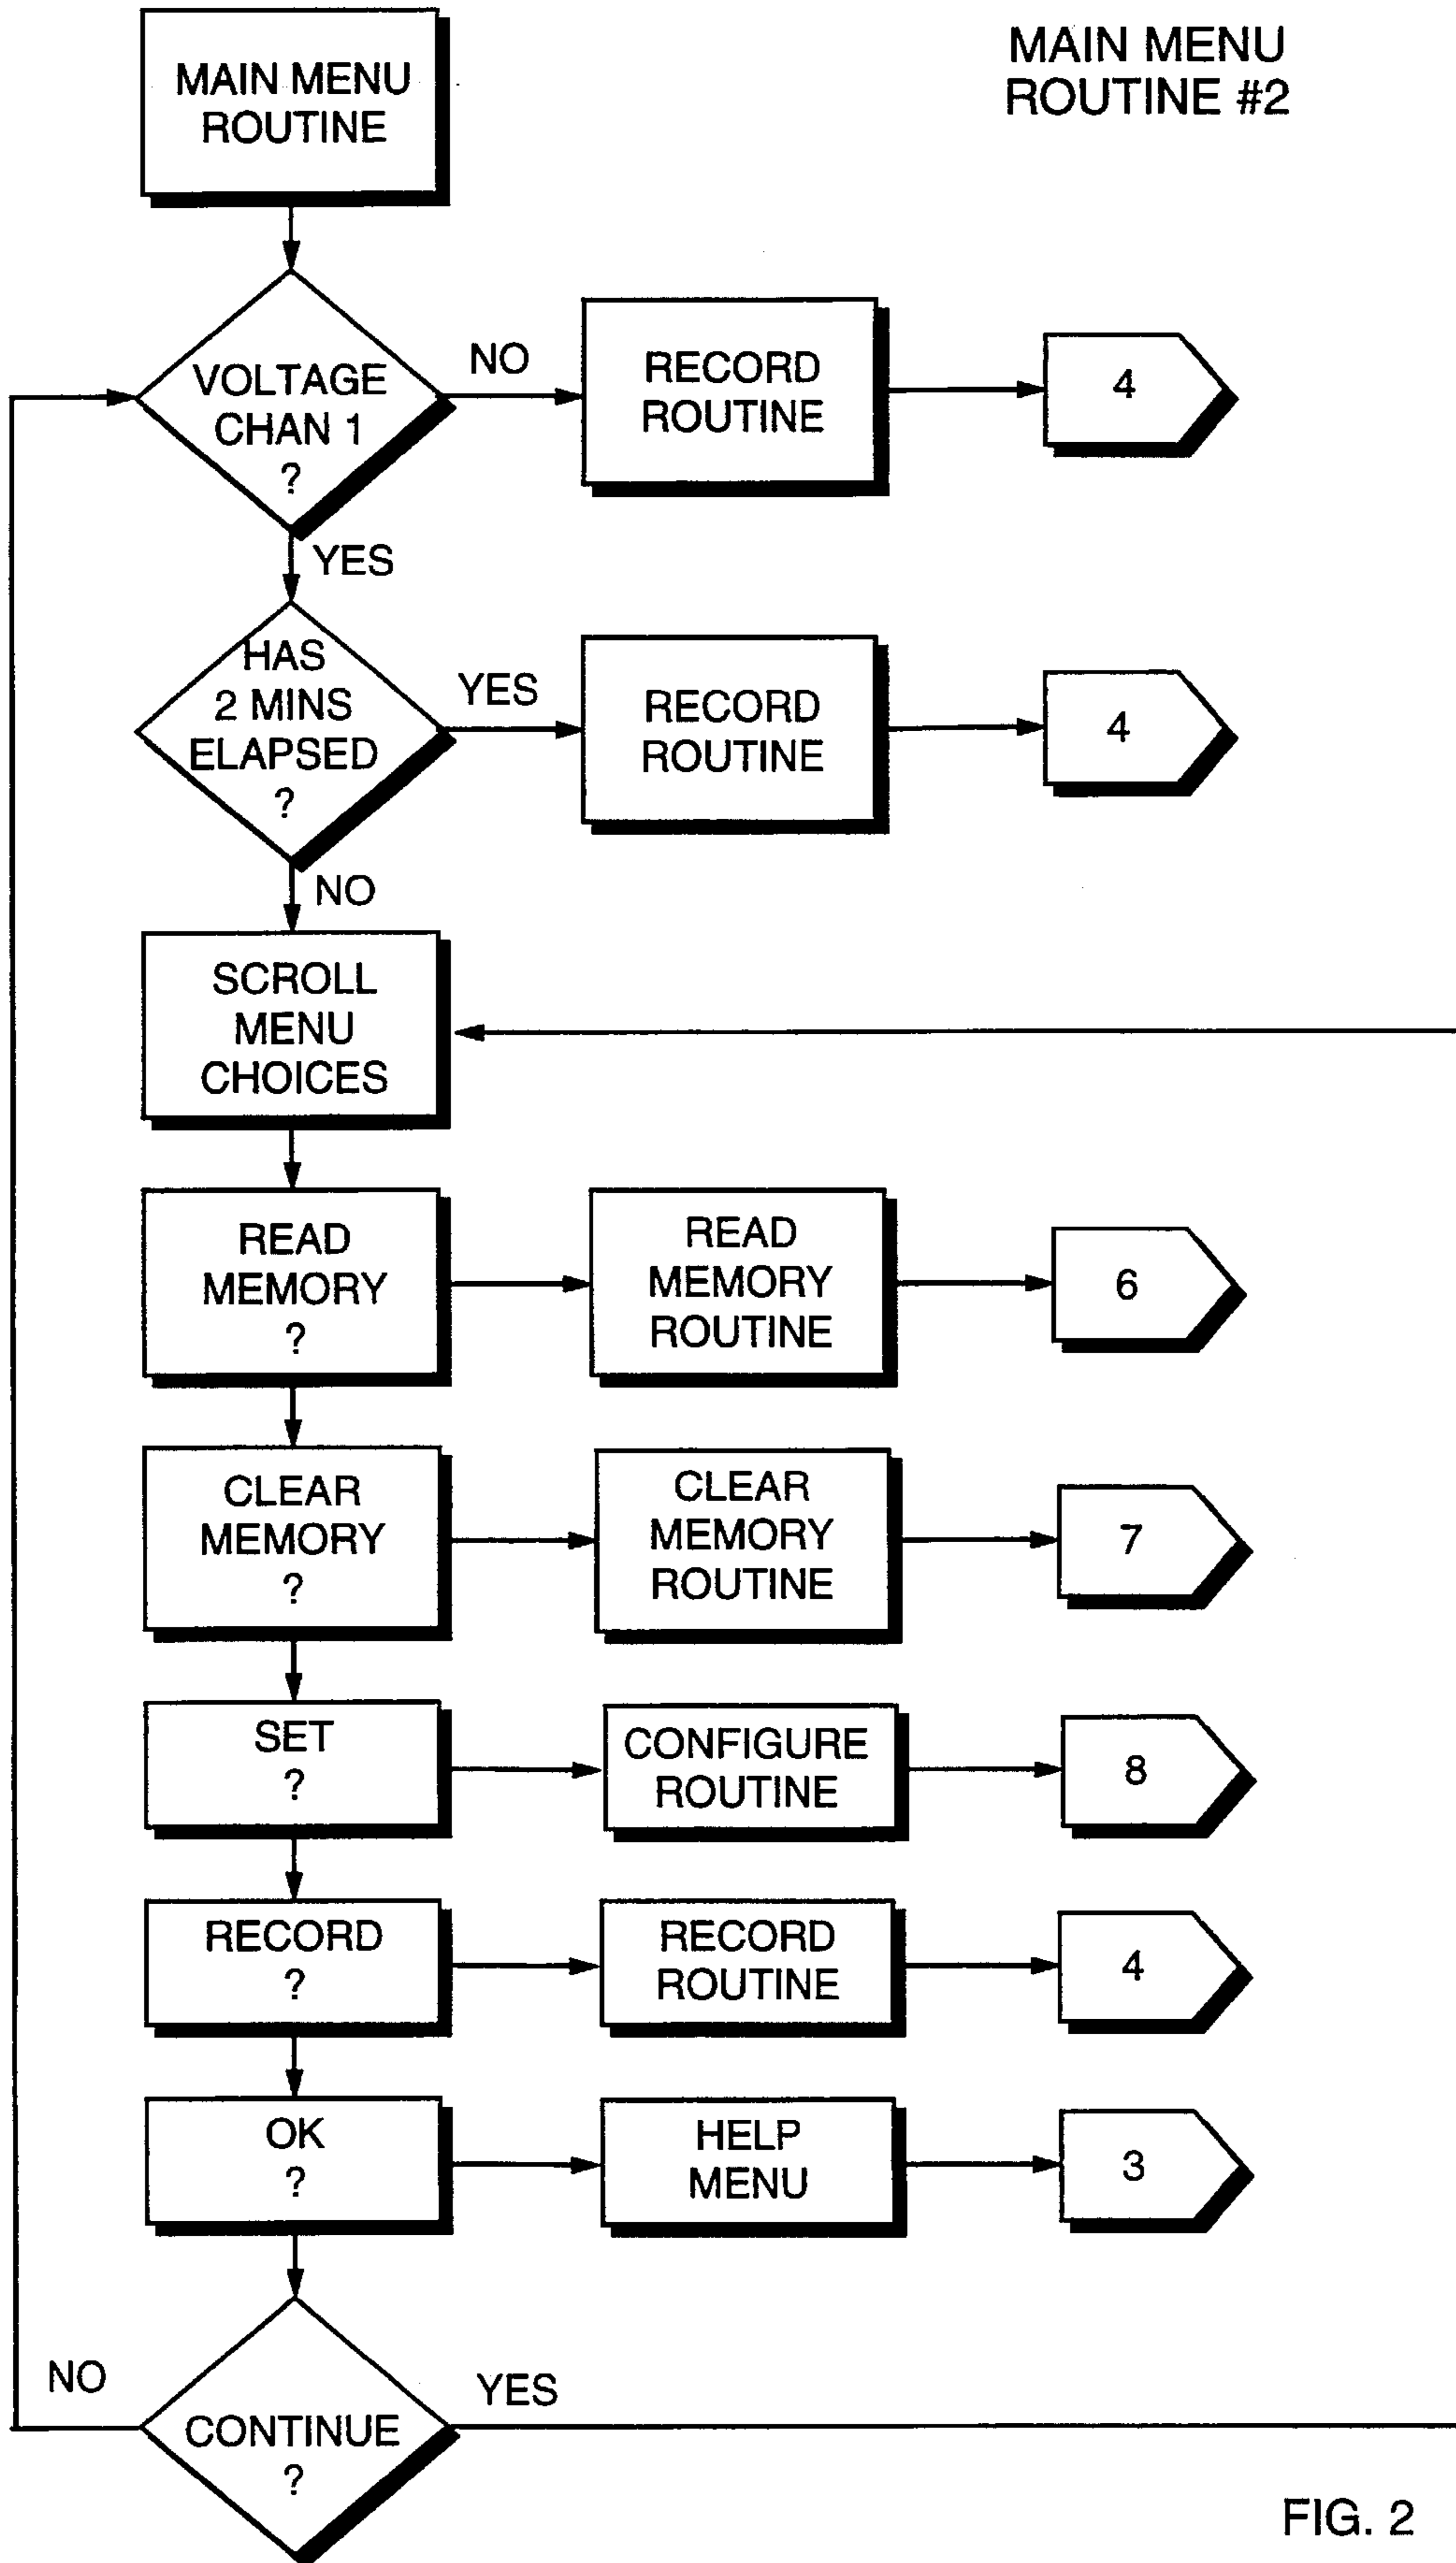 MAIN MENU
ROUTINE #2
MAIN MENU
ROUTINE
VOLTAGE
CHAN 1
?
NO
RECORD
ROUTINE
4
YES
HAS
2 MINS
ELAPSED
?
YES
RECORD
ROUTINE
4
NO
SCROLL
MENU
CHOICES
READ
MEMORY
?
READ
MEMORY
ROUTINE
6
CLEAR
MEMORY
?
CLEAR
MEMORY
ROUTINE
7
SET
?
CONFIGURE
ROUTINE
8
RECORD
?
RECORD
ROUTINE
4
OK
?
HELP
MENU
3
NO
CONTINUE
?
YES
FIG. 2